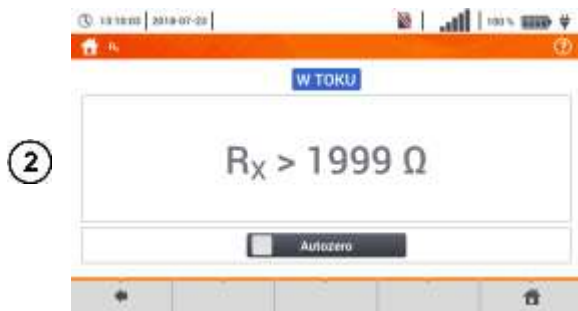 2018-07-23
100 %
Rx
?
W TOKU
2
Rx > 1999 Ω
Autozero